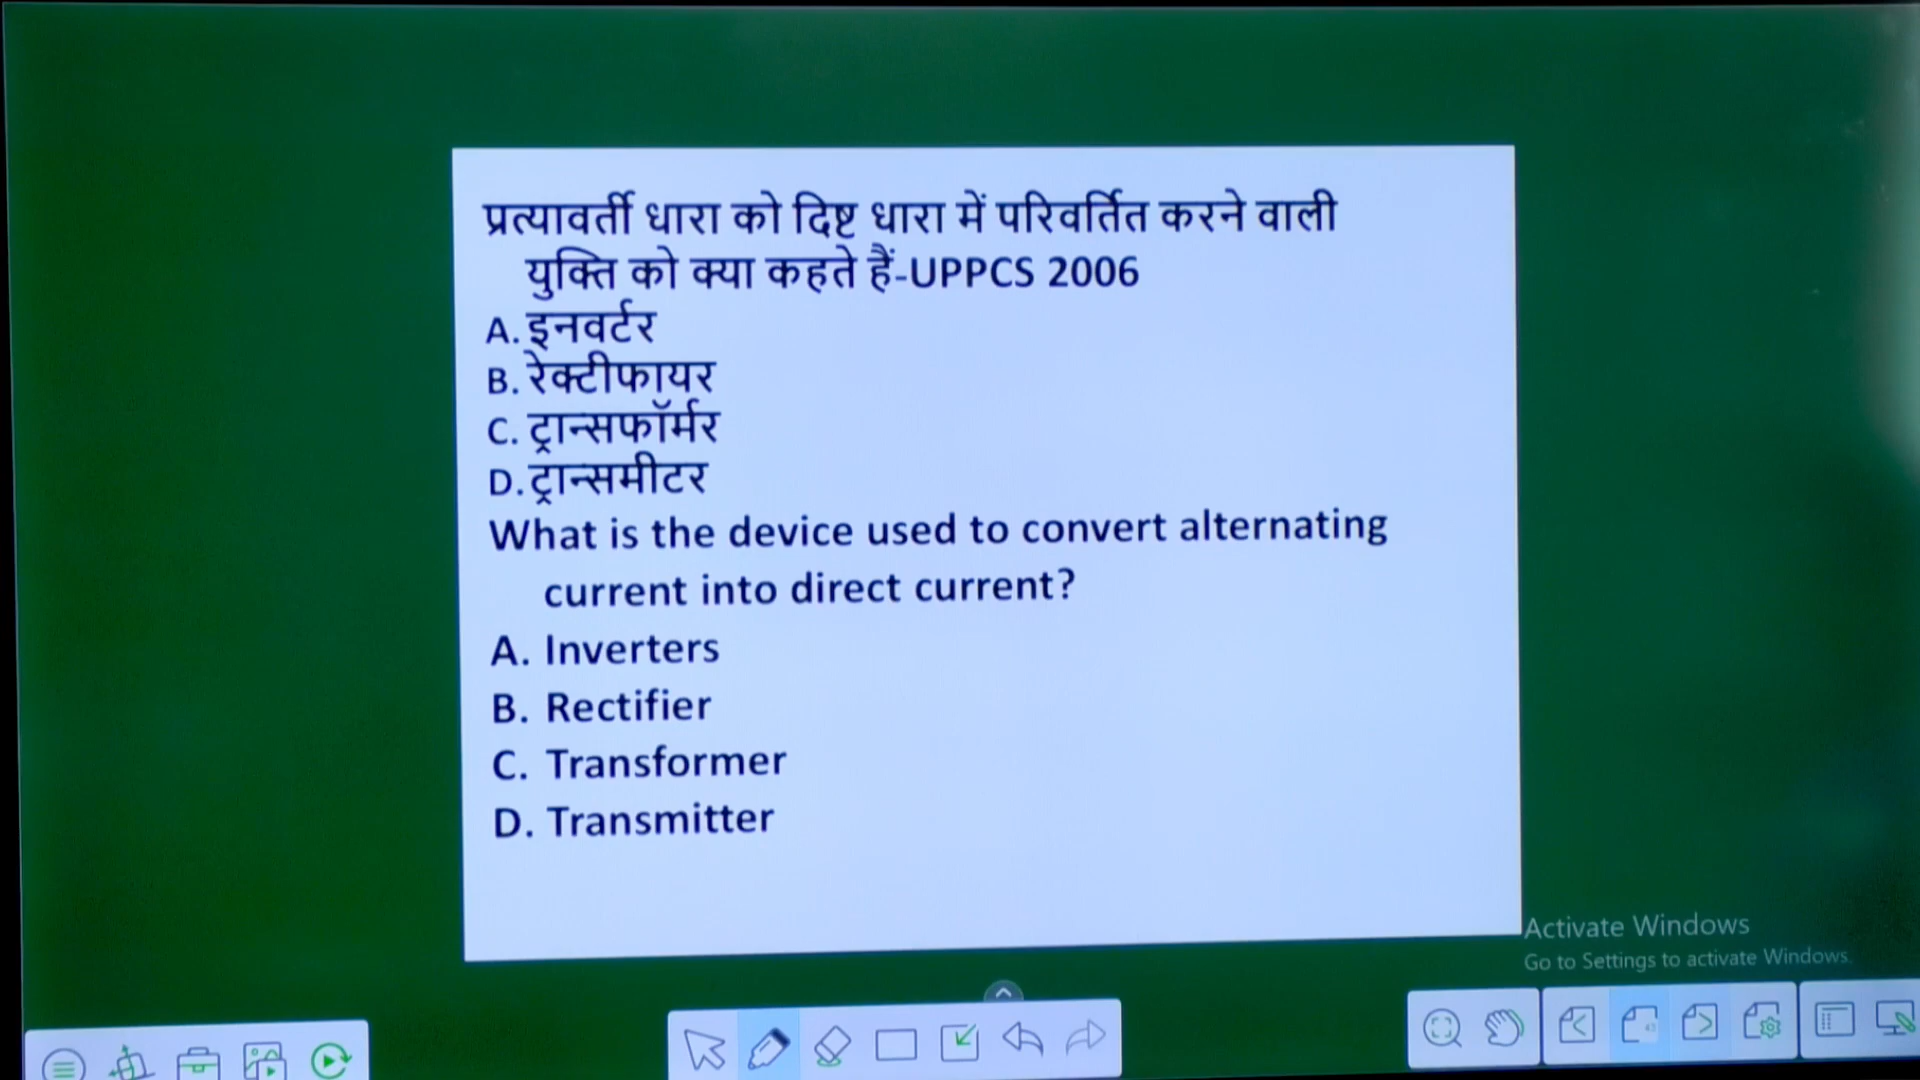 प्रत्यावर्ती धारा को दिष्ट धारा में परिवर्तित करने वाली
युक्ति को क्या कहते हैं-UPPCS 2006
A. इनवर्टर
B. रेक्टीफायर
C. ट्रान्सफॉर्मर
D. ट्रान्समीटर
What is the device used to convert alternating
current into direct current?
A. Inverters
B. Rectifier
C. Transformer
D. Transmitter
Activate Windows
Go to Settings to activate Windows.